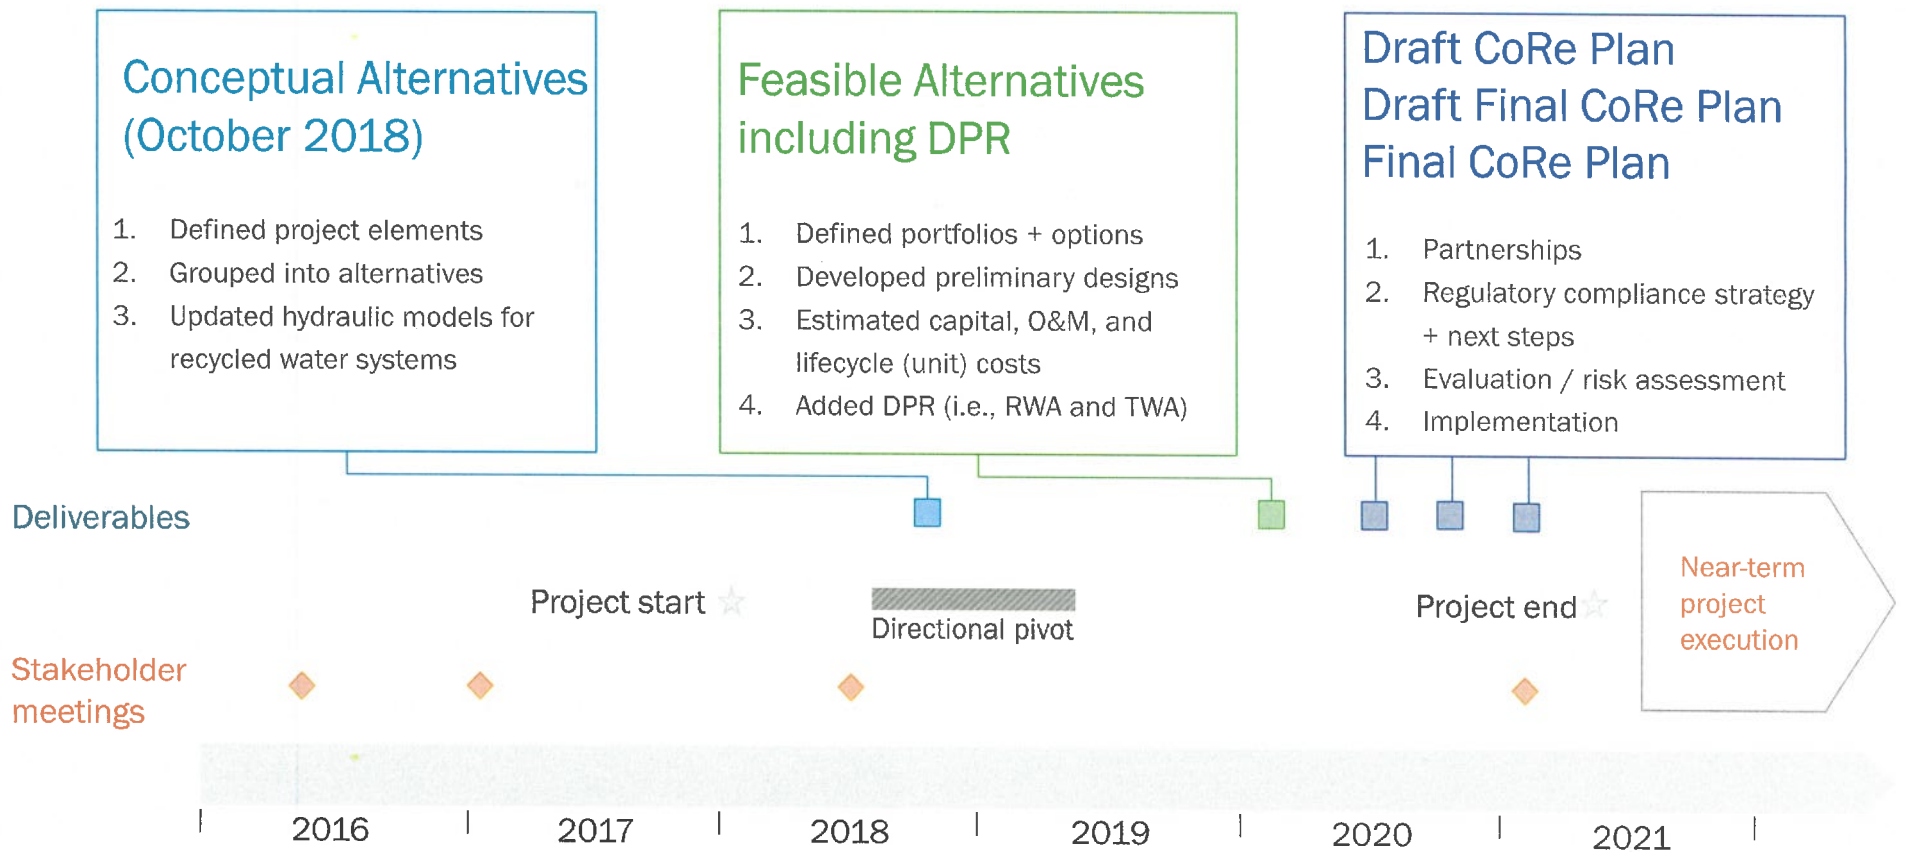 Conceptual Alternatives
(October 2018)
1. Defined project elements
2. Grouped into alternatives
3. Updated hydraulic models for
recycled water systems
Feasible Alternatives
including DPR
1. Defined portfolios + options
2. Developed preliminary designs
3. Estimated capital, O&M, and
lifecycle (unit) costs
4. Added DPR (i.e., RWA and TWA)
Draft CoRe Plan
Draft Final CoRe Plan
Final CoRe Plan
1. Partnerships
2. Regulatory compliance strategy
+ next steps
3. Evaluation / risk assessment
4. Implementation
Deliverables
Project start
Directional pivot
Project end
Near-term
project
execution
Stakeholder
meetings
2016
2017
2018
2019
2020
2021